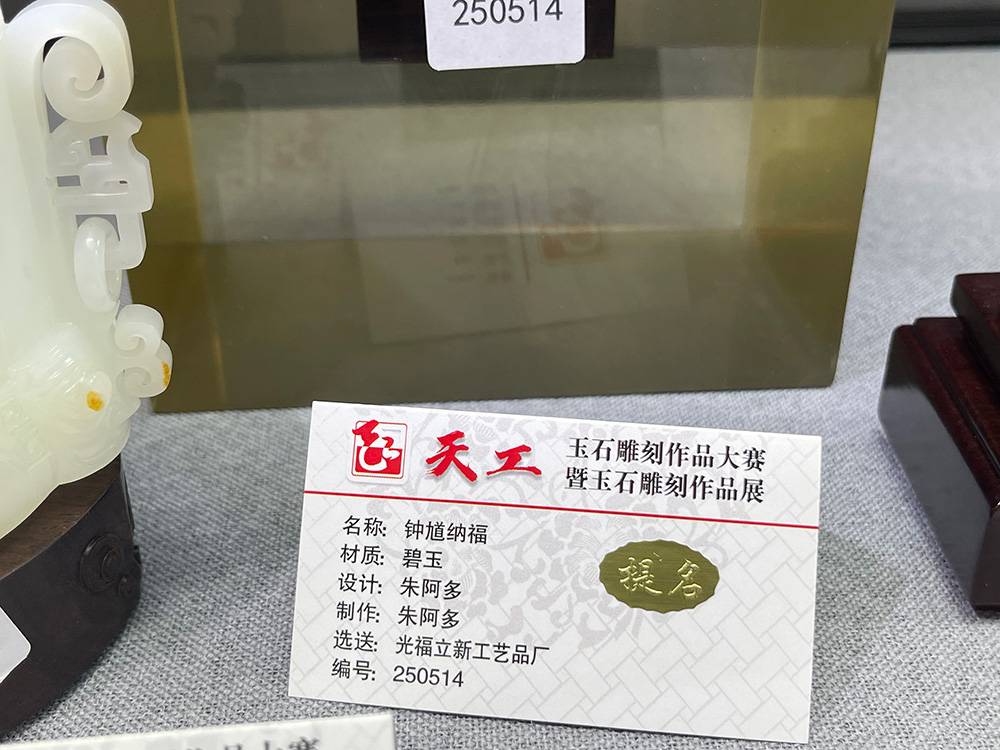 250514
天工
玉石雕刻作品大赛
暨玉石雕刻作品展
名称: 钟馗纳福
材质: 碧玉
设计: 朱阿多
制作: 朱阿多
选送: 光福立新工艺品厂
编号: 250514
提名